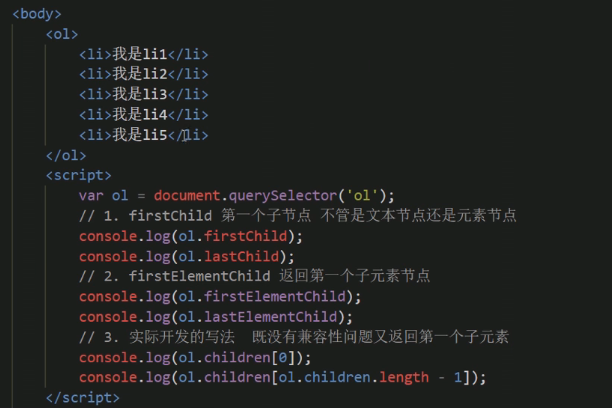 <body>
<ol>
<li>我是li1</li>
<li>我是li2</li>
<li>我是li3</li>
<li>我是li4</li>
<li>我是li5</li>
</ol>
<script>
var ol = document.querySelector('ol');
// 1. firstChild 第一个子节点 不管是文本节点还是元素节点
console.log(ol.firstChild);
console.log(ol.lastChild);
// 2. firstElementChild 返回第一个子元素节点
console.log(ol.firstElementChild);
console.log(ol.lastElementChild);
// 3. 实际开发的写法  既没有兼容性问题又返回第一个子元素
console.log(ol.children[0]);
console.log(ol.children[ol.children.length - 1]);
</script>